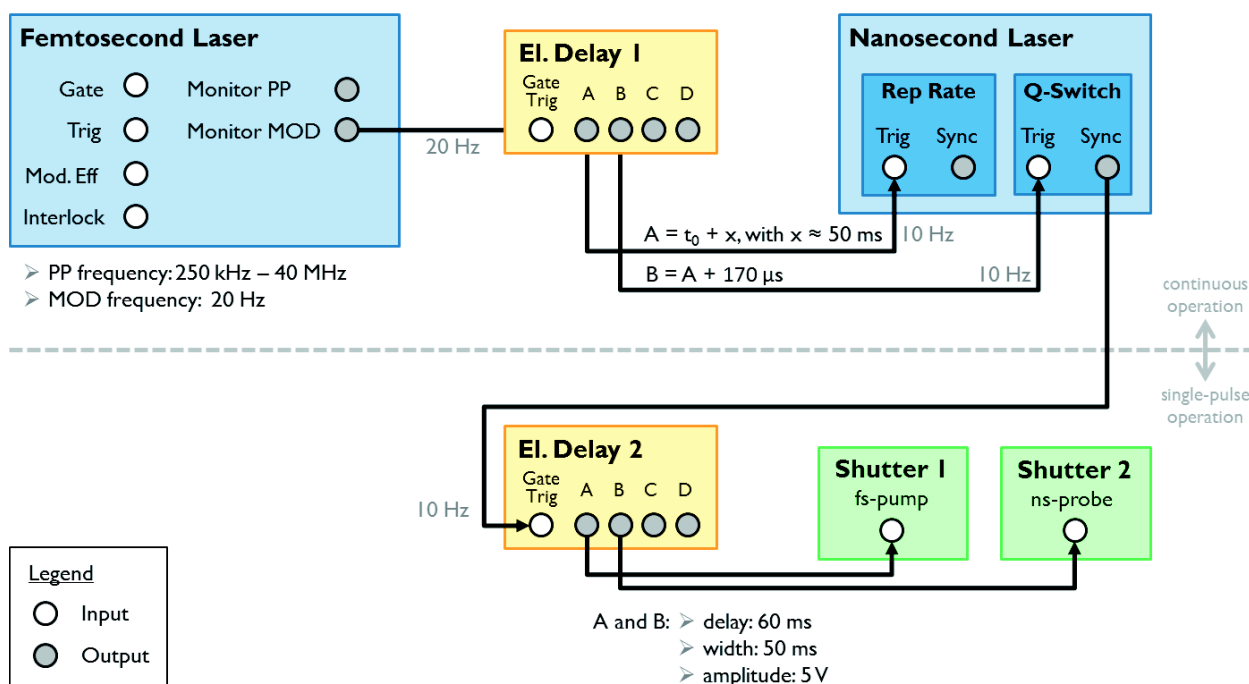 Femtosecond Laser
Gate
Monitor PP
Trig
Monitor MOD
Mod. Eff
Interlock
➢ PP frequency: 250 kHz – 40 MHz
➢ MOD frequency: 20 Hz
20 Hz
El. Delay 1
Gate
Trig
A B C D
Nanosecond Laser
Rep Rate
Trig Sync
Q-Switch
Trig Sync
A = t₀ + x, with x ≈ 50 ms
10 Hz
B = A + 170 µs
10 Hz
continuous
operation
single-pulse
operation
El. Delay 2
Gate
Trig
A B C D
10 Hz
Shutter 1
fs-pump
Shutter 2
ns-probe
A and B: ➢ delay: 60 ms
➢ width: 50 ms
➢ amplitude: 5 V
Legend
Input
Output